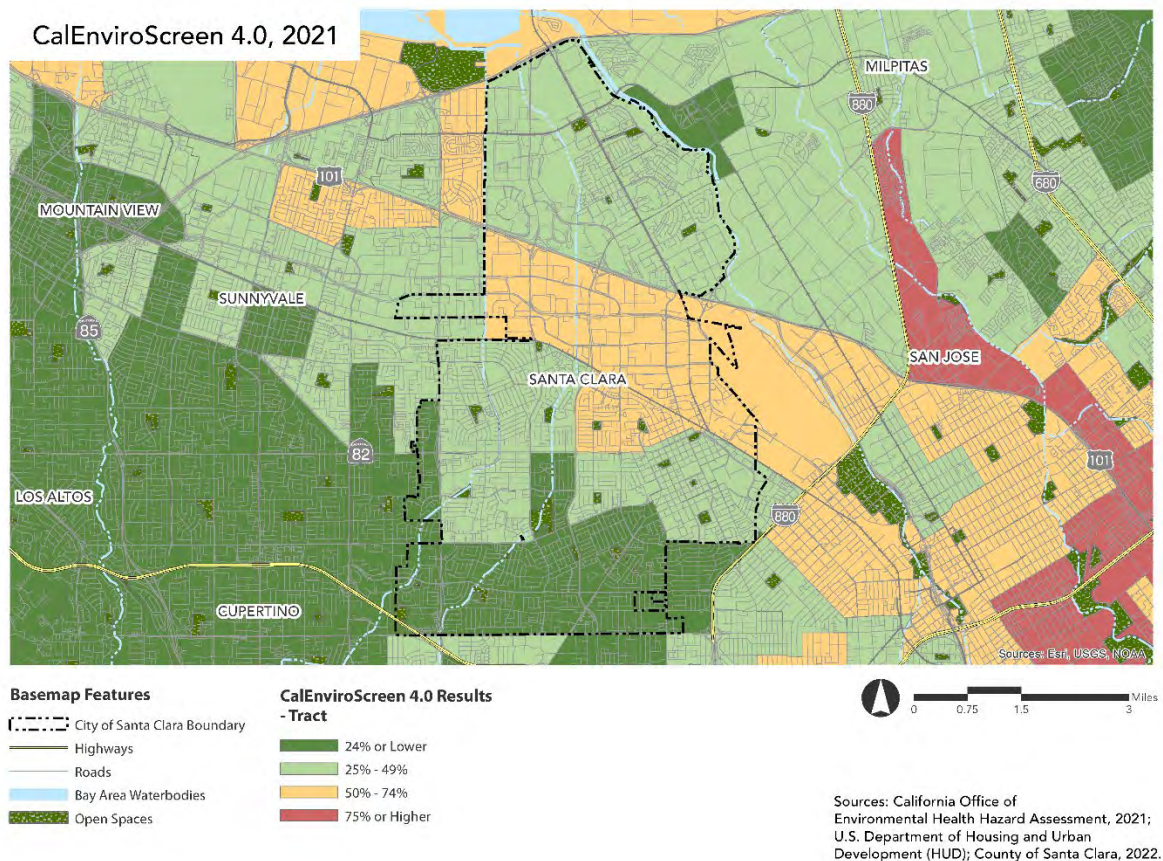 CalEnviroScreen 4.0, 2021
MILPITAS
880
680
101
MOUNTAIN VIEW
SUNNYVALE
85
SAN JOSE
SANTA CLARA
82
101
LOS ALTOS
880
CUPERTINO
Sources: Esri, USGS, NOAA
Basemap Features
City of Santa Clara Boundary
Highways
Roads
Bay Area Waterbodies
Open Spaces
CalEnviroScreen 4.0 Results
- Tract
24% or Lower
25% - 49%
50% - 74%
75% or Higher
Miles
0 0.75 1.5 3
Sources: California Office of
Environmental Health Hazard Assessment, 2021;
U.S. Department of Housing and Urban
Development (HUD); County of Santa Clara, 2022.